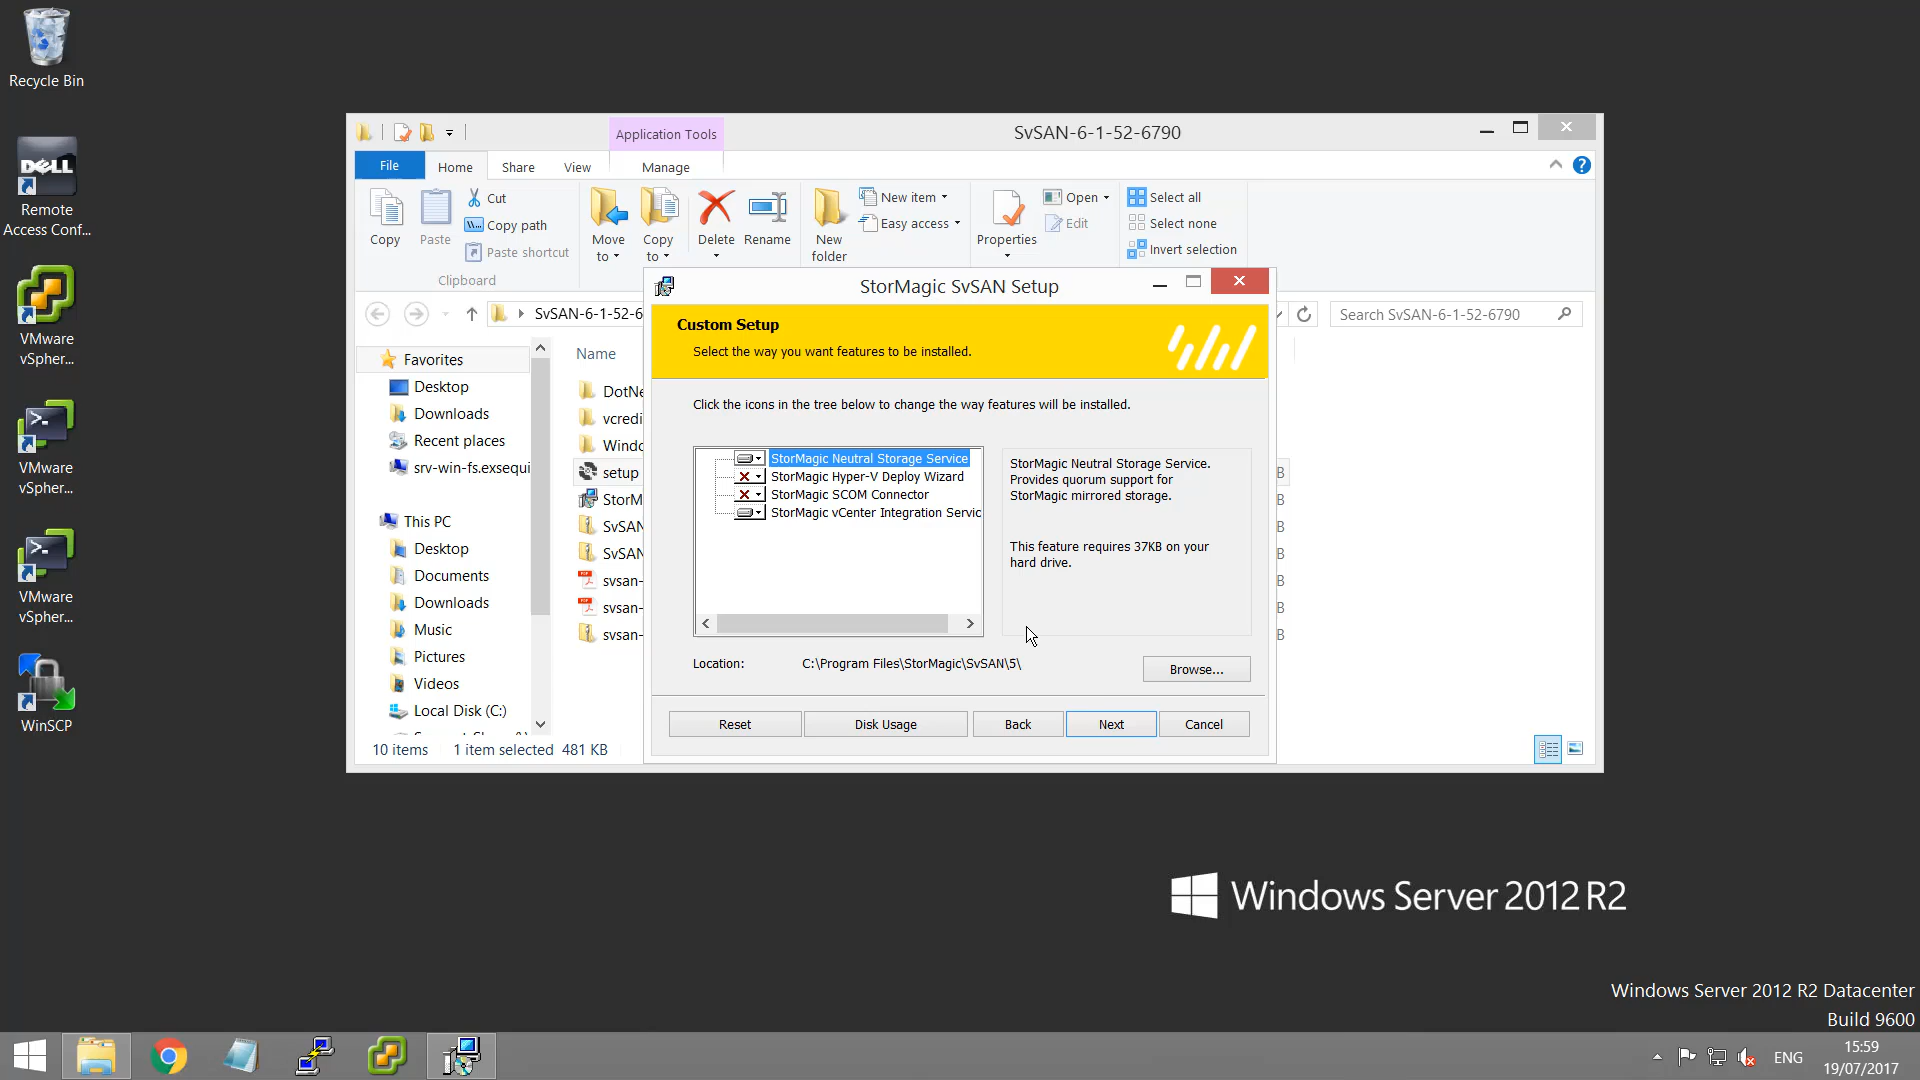 Recycle Bin
DELL
Remote
Access Conf...
VMware
vSpher...
VMware
vSpher...
VMware
vSpher...
WinSCP
Application Tools
SvSAN-6-1-52-6790
File
Home
Share
View
Manage
Copy
Paste
Cut
Copy path
Paste shortcut
Clipboard
Move
to
Copy
to
Delete
Rename
New
folder
New item
Easy access
Properties
Open
Edit
Select all
Select none
Invert selection
SvSAN-6-1-52-6
Search SvSAN-6-1-52-6790
Favorites
Desktop
Downloads
Recent places
srv-win-fs.exsequi
This PC
Desktop
Documents
Downloads
Music
Pictures
Videos
Local Disk (C:)
Name
DotNe
vcredi
Windo
setup
StorM
SvSAN
SvSAN
svsan-
svsan-
svsan-
B
B
B
B
B
B
B
10 items
1 item selected 481 KB
StorMagic SvSAN Setup
Custom Setup
Select the way you want features to be installed.
Click the icons in the tree below to change the way features will be installed.
StorMagic Neutral Storage Service
StorMagic Hyper-V Deploy Wizard
StorMagic SCOM Connector
StorMagic vCenter Integration Servic
StorMagic Neutral Storage Service.
Provides quorum support for
StorMagic mirrored storage.
This feature requires 37KB on your
hard drive.
Location:
C:\Program Files\StorMagic\SvSAN\5\
Browse...
Reset
Disk Usage
Back
Next
Cancel
Windows Server 2012 R2
Windows Server 2012 R2 Datacenter
Build 9600
ENG
15:59
19/07/2017